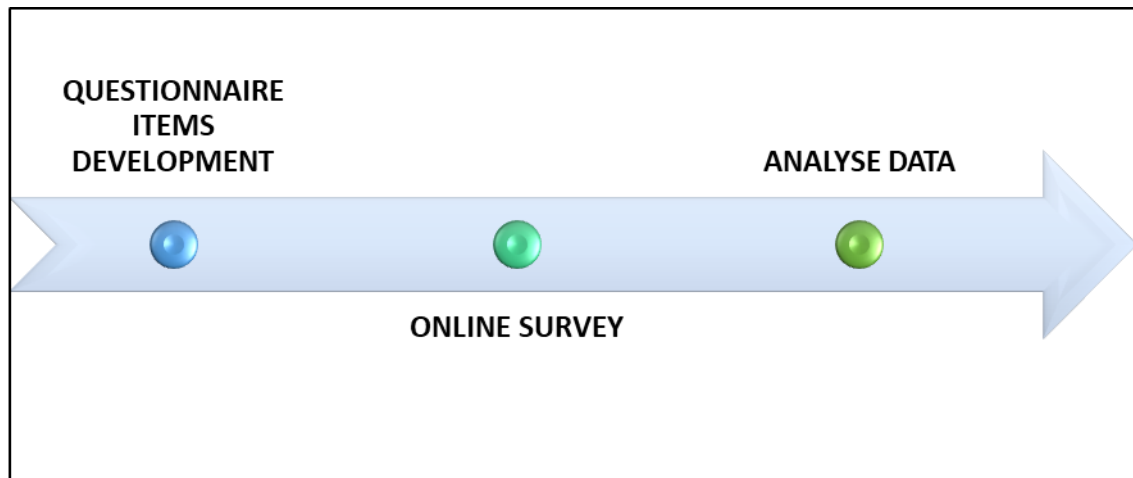 QUESTIONNAIRE
ITEMS
DEVELOPMENT
ONLINE SURVEY
ANALYSE DATA